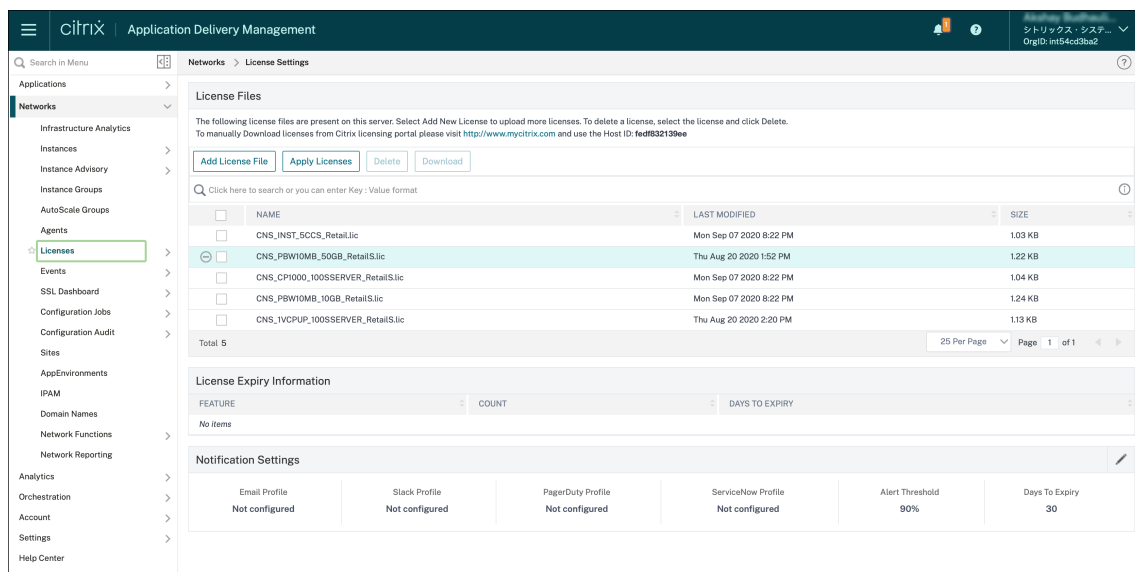 citrix | Application Delivery Management
1
シトリックス・システ...
OrgID: int54cd3ba2
Search in Menu
Networks > License Settings
Applications
Networks
Infrastructure Analytics
Instances
Instance Advisory
Instance Groups
AutoScale Groups
Agents
Licenses
Events
SSL Dashboard
Configuration Jobs
Configuration Audit
Sites
AppEnvironments
IPAM
Domain Names
Network Functions
Network Reporting
Analytics
Orchestration
Account
Settings
Help Center
License Files
The following license files are present on this server. Select Add New License to upload more licenses. To delete a license, select the license and click Delete.
To manually Download licenses from Citrix licensing portal please visit http://www.mycitrix.com and use the Host ID: fedf832139ee
Add License File Apply Licenses Delete Download
Click here to search or you can enter Key : Value format
NAME LAST MODIFIED SIZE
CNS_INST_5CCS_Retail.lic Mon Sep 07 2020 8:22 PM 1.03 KB
CNS_PBW10MB_50GB_RetailS.lic Thu Aug 20 2020 1:52 PM 1.22 KB
CNS_CP1000_100SSERVER_RetailS.lic Mon Sep 07 2020 8:22 PM 1.04 KB
CNS_PBW10MB_10GB_RetailS.lic Mon Sep 07 2020 8:22 PM 1.24 KB
CNS_1VCPUP_100SSERVER_RetailS.lic Thu Aug 20 2020 2:20 PM 1.13 KB
Total 5 25 Per Page Page 1 of 1
License Expiry Information
FEATURE COUNT DAYS TO EXPIRY
No items
Notification Settings
Email Profile Slack Profile PagerDuty Profile ServiceNow Profile Alert Threshold Days To Expiry
Not configured Not configured Not configured Not configured 90% 30